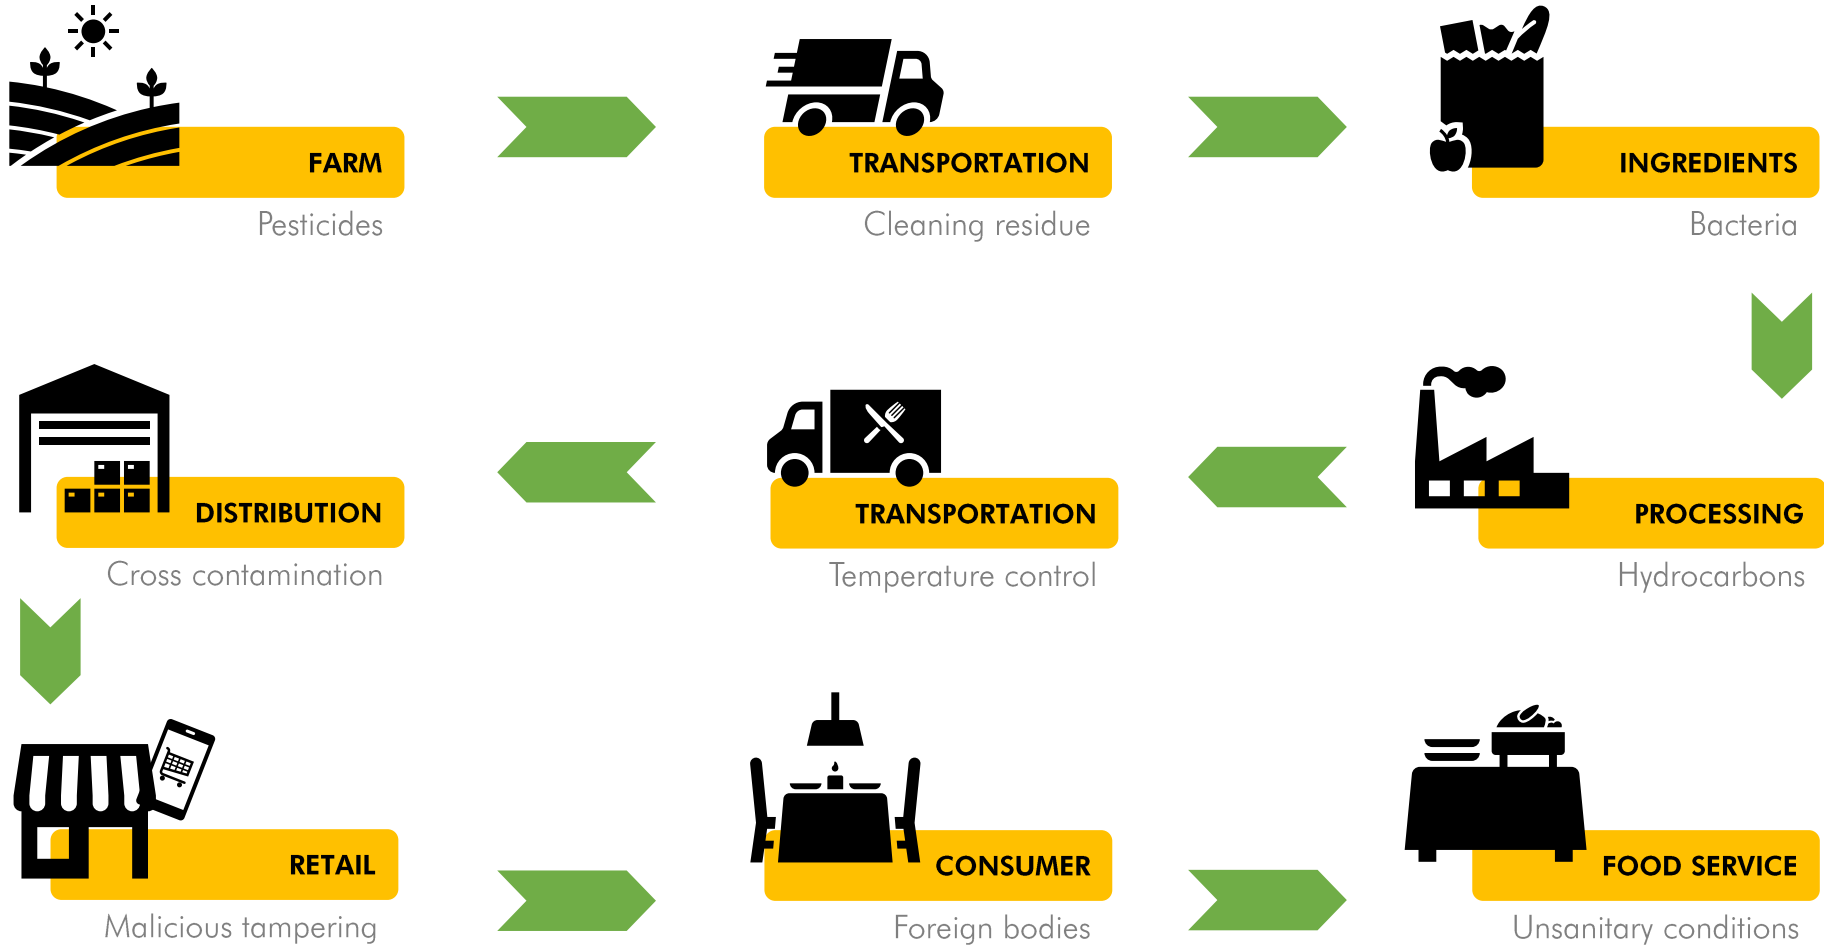 FARM
Pesticides
TRANSPORTATION
Cleaning residue
INGREDIENTS
Bacteria
PROCESSING
Hydrocarbons
TRANSPORTATION
Temperature control
DISTRIBUTION
Cross contamination
RETAIL
Malicious tampering
CONSUMER
Foreign bodies
FOOD SERVICE
Unsanitary conditions